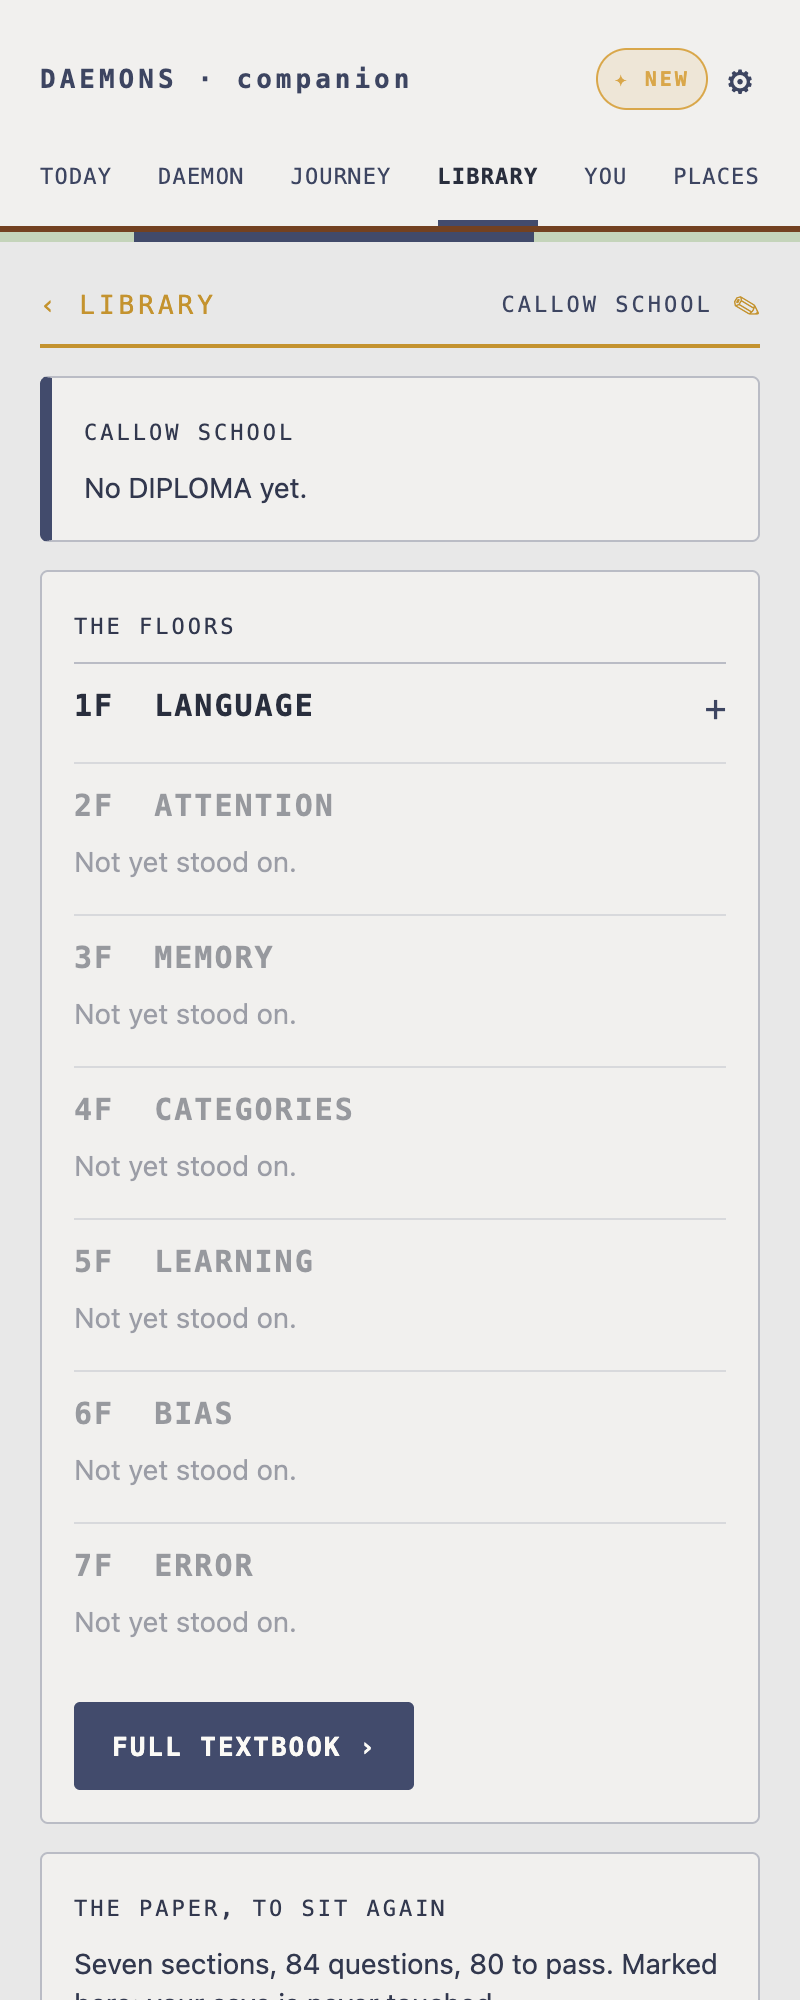 DAEMONS · companion
✦ NEW ⚙
TODAY DAEMON JOURNEY LIBRARY YOU PLACES
‹ LIBRARY CALLOW SCHOOL ✎
CALLOW SCHOOL
No DIPLOMA yet.
THE FLOORS
1F LANGUAGE +
2F ATTENTION
Not yet stood on.
3F MEMORY
Not yet stood on.
4F CATEGORIES
Not yet stood on.
5F LEARNING
Not yet stood on.
6F BIAS
Not yet stood on.
7F ERROR
Not yet stood on.
FULL TEXTBOOK ›
THE PAPER, TO SIT AGAIN
Seven sections, 84 questions, 80 to pass. Marked